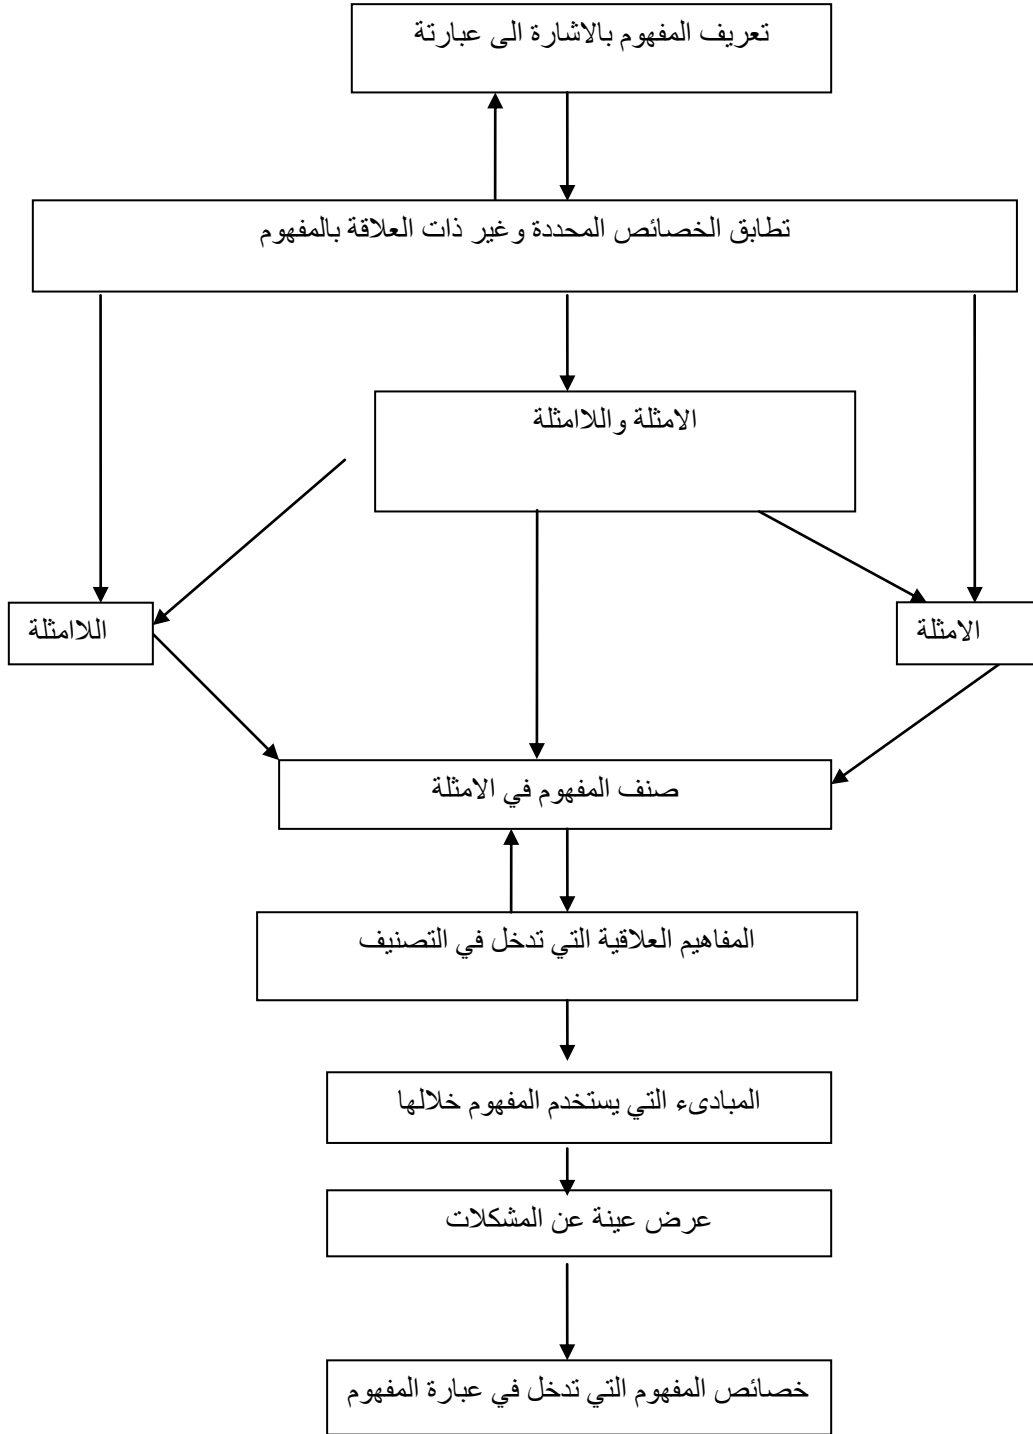 تعريف المفهوم بالاشارة الى عبارتة
تطابق الخصائص المحددة وغير ذات العلاقة بالمفهوم
الامثلة واللاامثلة
الامثلة
اللاامثلة
صنف المفهوم في الامثلة
المفاهيم العلاقية التي تدخل في التصنيف
المبادىء التي يستخدم المفهوم خلالها
عرض عينة عن المشكلات
خصائص المفهوم التي تدخل في عبارة المفهوم